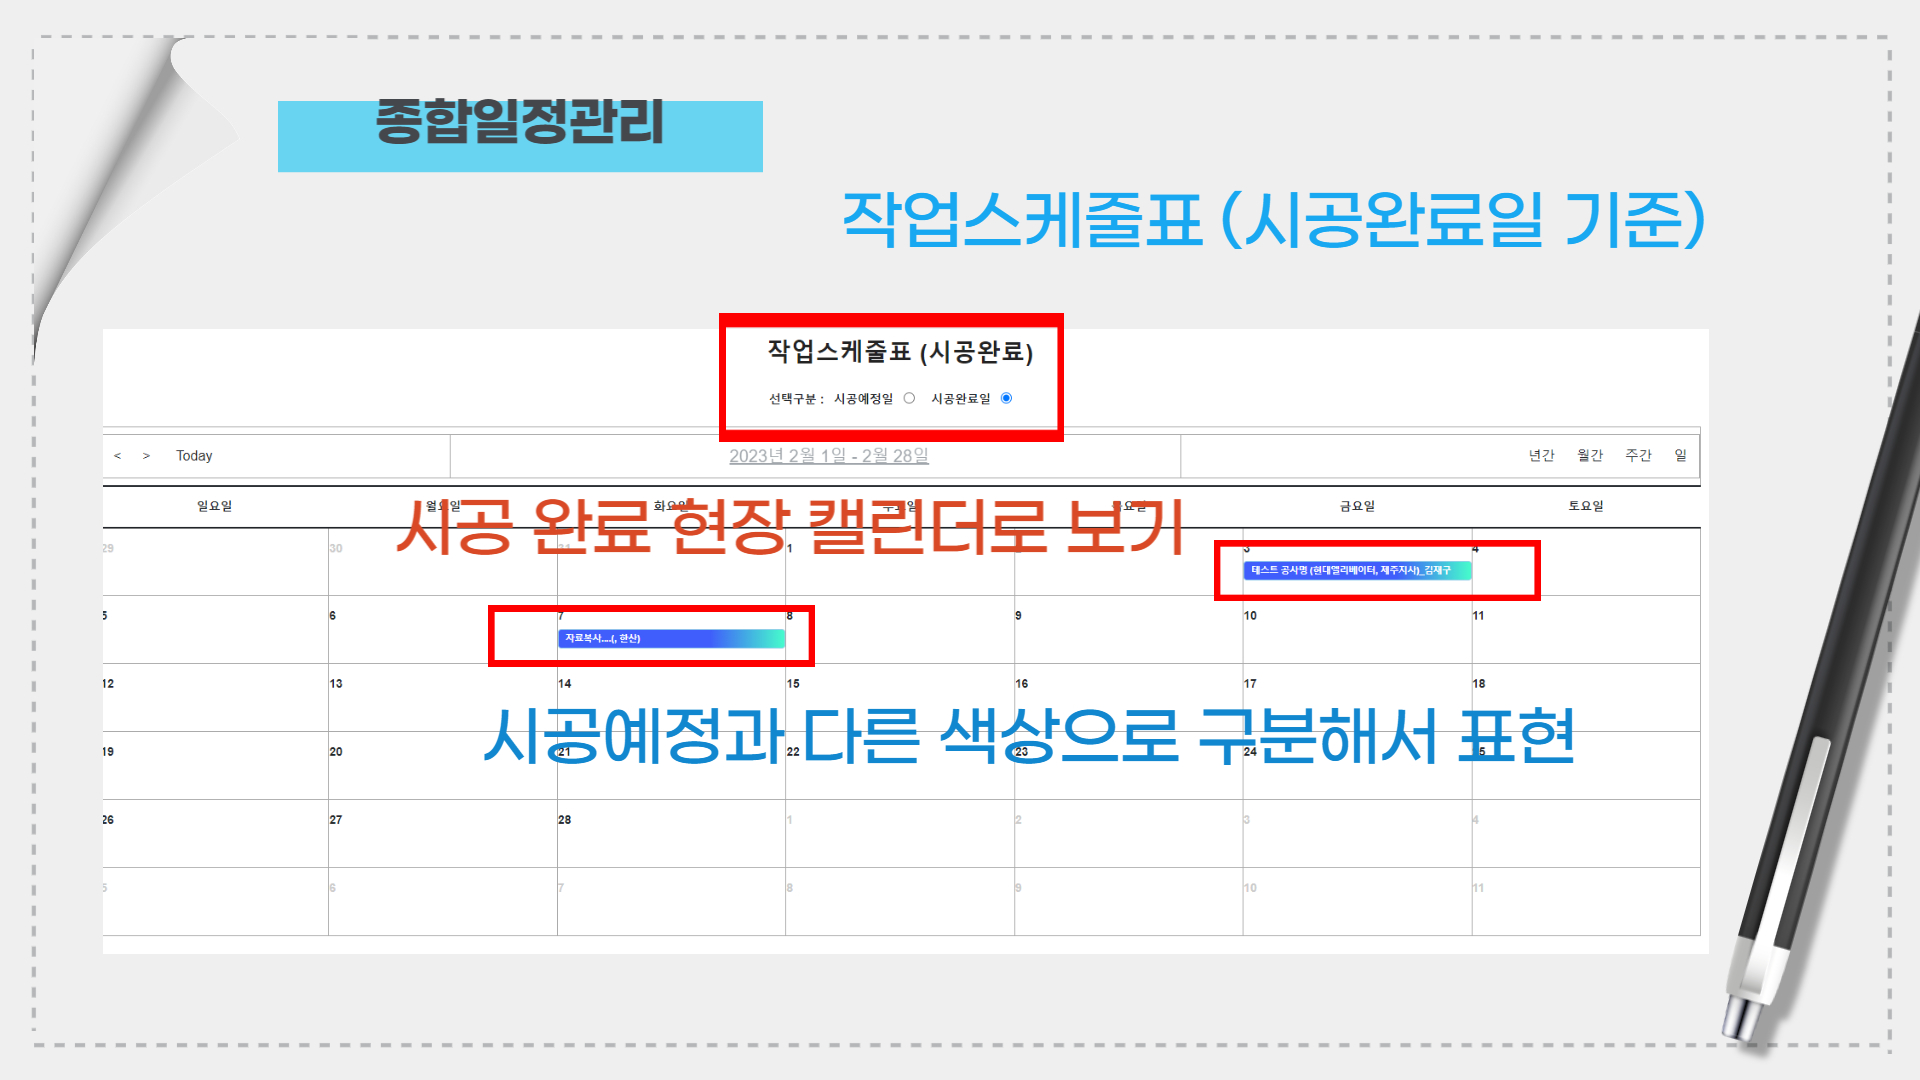 종합일정관리
작업스케줄표 (시공완료일 기준)
작업스케줄표 (시공완료)
선택구분 : 시공예정일 시공완료일
< > Today 2023년 2월 1일 - 2월 28일 년간 월간 주간 일
일요일 월요일 화요일 수요일 목요일 금요일 토요일
시공 완료 현장 캘린더로 보기
29 30 31 1 2 3 4
테스트 공사명 (현대엘리베이터, 제주지사)_김재구
5 6 7 8 9 10 11
자료복사....(, 한산)
12 13 14 15 16 17 18
시공예정과 다른 색상으로 구분해서 표현
19 20 21 22 23 24 25
26 27 28 1 2 3 4
5 6 7 8 9 10 11